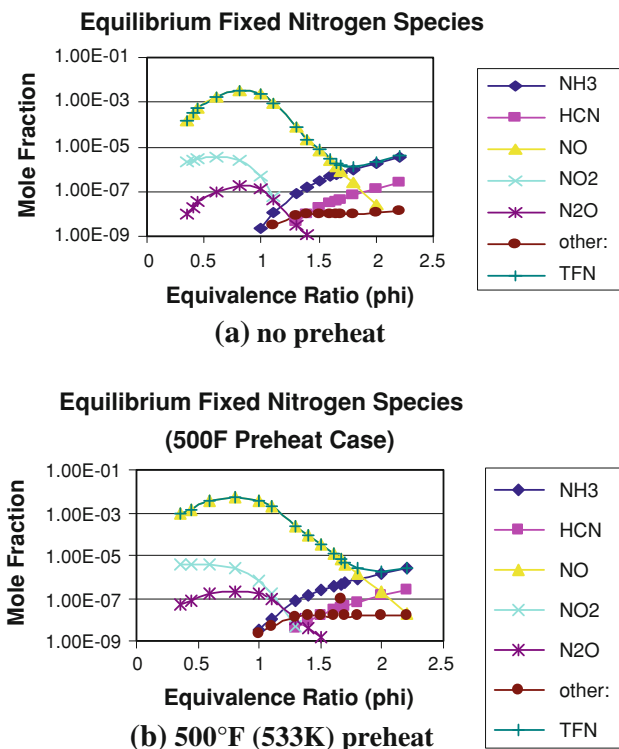 Equilibrium Fixed Nitrogen Species
Mole Fraction
1.00E-01
1.00E-03
1.00E-05
1.00E-07
1.00E-09
0 0.5 1 1.5 2 2.5
Equivalence Ratio (phi)
NH3
HCN
NO
NO2
N2O
other:
TFN
(a) no preheat
Equilibrium Fixed Nitrogen Species
(500F Preheat Case)
Mole Fraction
1.00E-01
1.00E-03
1.00E-05
1.00E-07
1.00E-09
0 0.5 1 1.5 2 2.5
Equivalence Ratio (phi)
NH3
HCN
NO
NO2
N2O
other:
TFN
(b) 500°F (533K) preheat